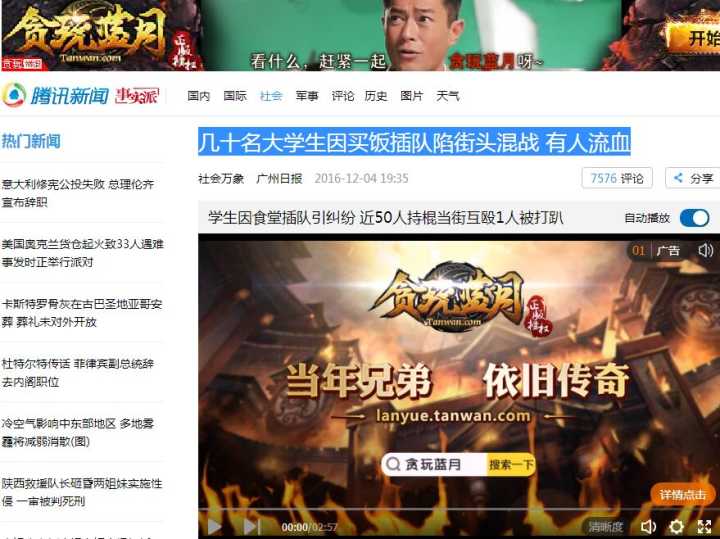 贪玩蓝月
Tanwan.com
正版授权
贪玩游戏
看什么，赶紧一起 贪玩蓝月呀~
开始
腾讯新闻 事实派 国内 国际 社会 军事 评论 历史 图片 天气
热门新闻
几十名大学生因买饭插队陷街头混战 有人流血
社会万象 广州日报 2016-12-04 19:35 7576 评论 分享
意大利修宪公投失败 总理伦齐
宣布辞职
美国奥克兰货仓起火致33人遇难
事发时正举行派对
卡斯特罗骨灰在古巴圣地亚哥安
葬 葬礼未对外开放
杜特尔特传话 菲律宾副总统辞
去内阁职位
冷空气影响中东部地区 多地雾
霾将减弱消散(图)
陕西救援队长砸昏两姐妹实施性
侵 一审被判死刑
学生因食堂插队引纠纷 近50人持棍当街互殴1人被打趴 自动播放
01 广告
贪玩蓝月
Tanwan.com
正版授权
当年兄弟 依旧传奇
lanyue.tanwan.com
贪玩蓝月 搜索一下
详情点击
00:00/02:57 清晰度